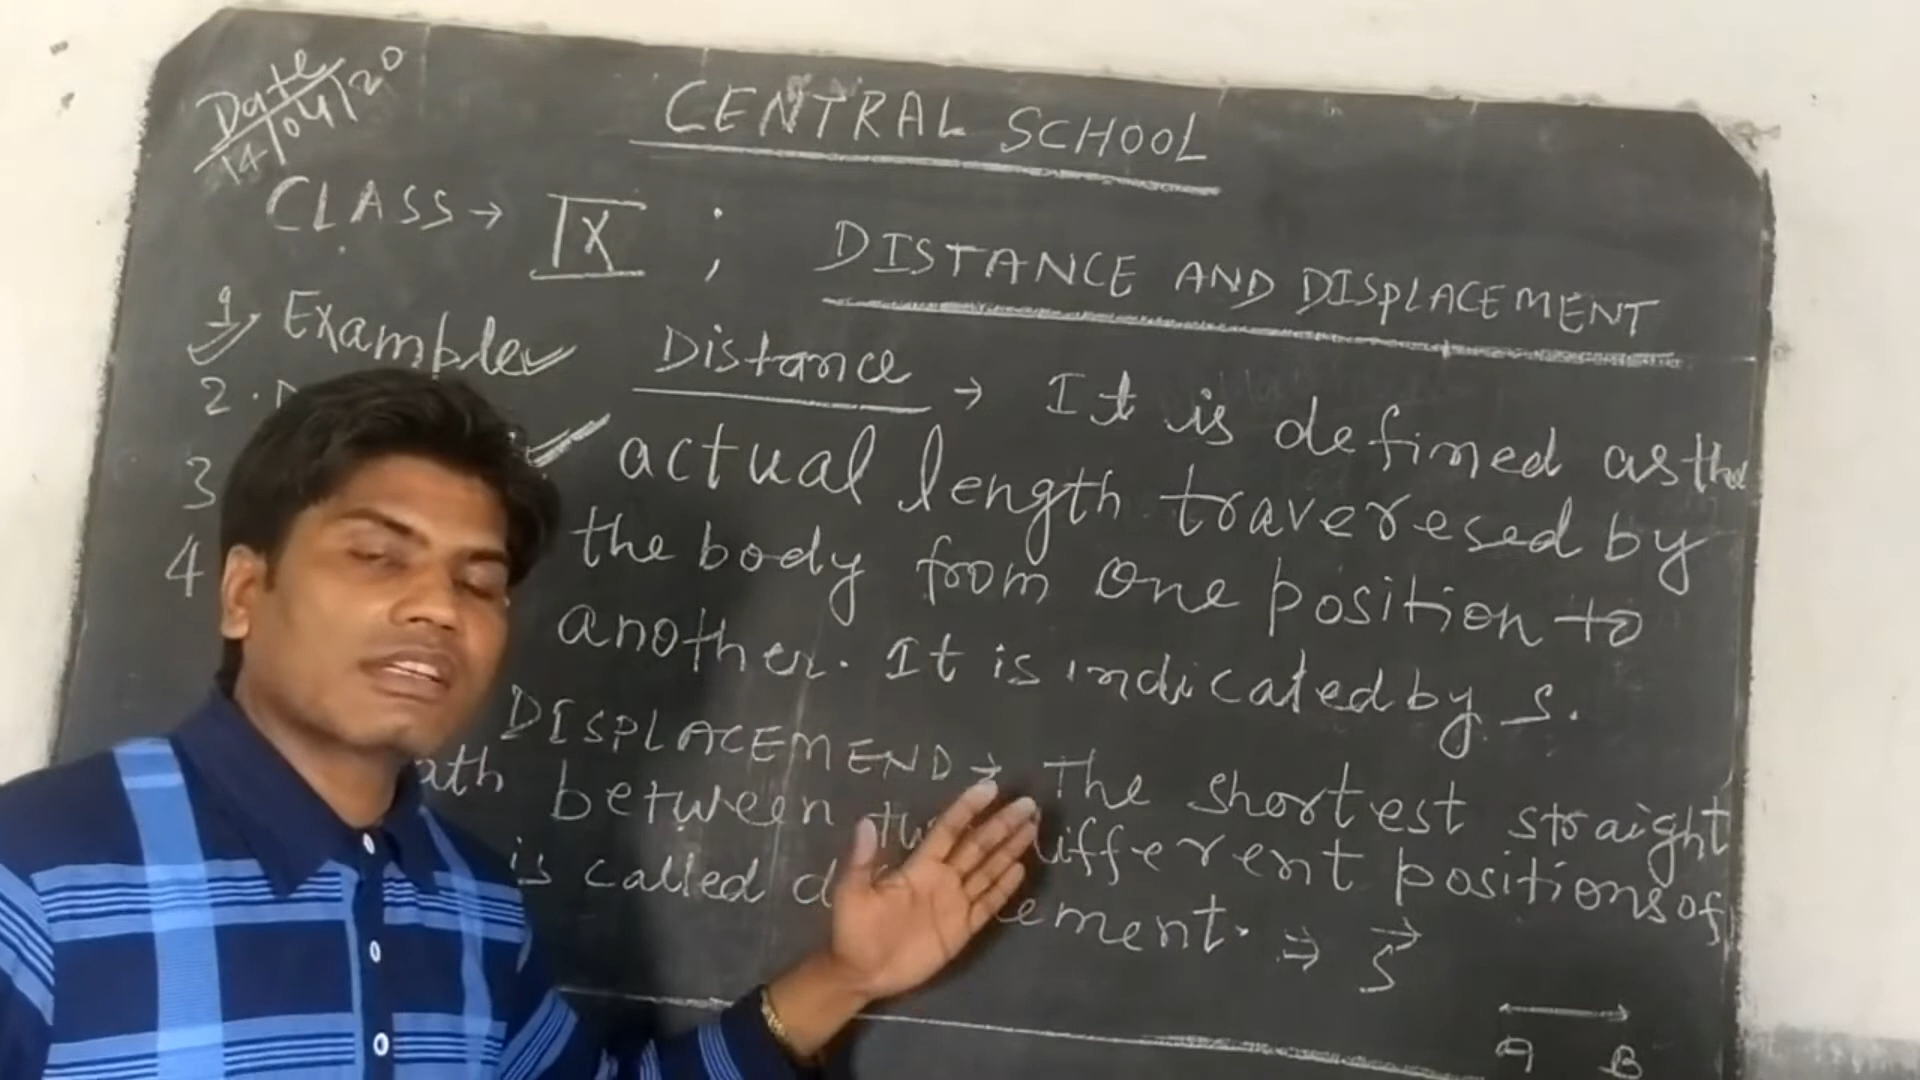 Date
14/04/20
CENTRAL SCHOOL
CLASS → IX ; DISTANCE AND DISPLACEMENT
1. Example
2.
3
4
Distance → It is defined as the
actual length traveresed by
the body from one position to
another. It is indicated by s.
DISPLACEMEND → The shortest straight
ath between different positions of
is called ement. ⇒ S⃗
A B